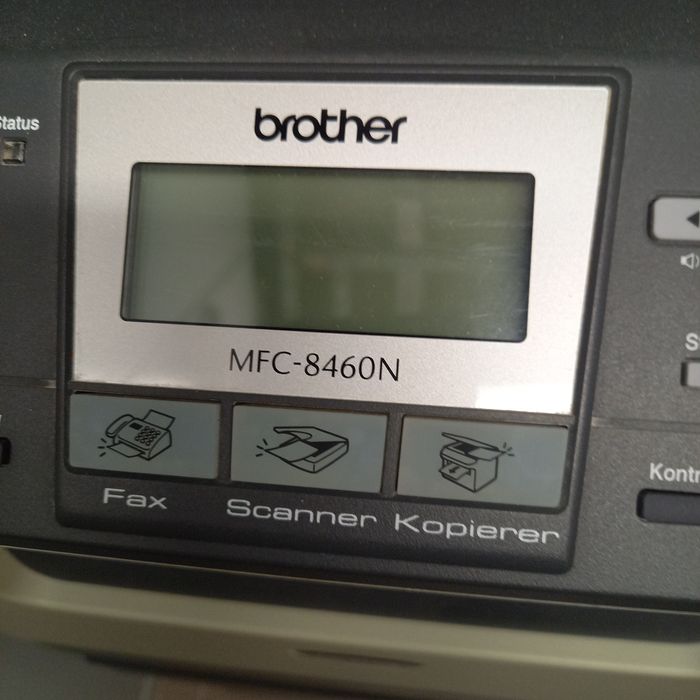 Status
brother
MFC-8460N
Fax Scanner Kopierer